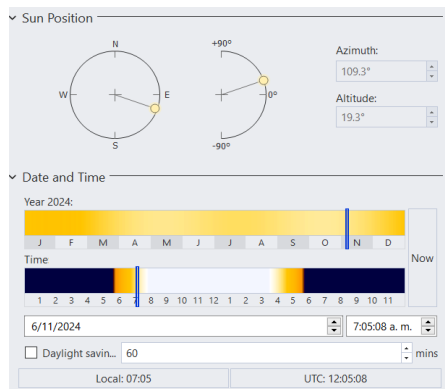 Sun Position
N
W
E
S
+90°
0°
-90°
Azimuth:
109.3°
Altitude:
19.3°
Date and Time
Year 2024:
J F M A M J J A S O N D
Time
1 2 3 4 5 6 7 8 9 10 11 12 1 2 3 4 5 6 7 8 9 10 11
Now
6/11/2024
7:05:08 a. m.
Daylight savin... 60 mins
Local: 07:05
UTC: 12:05:08